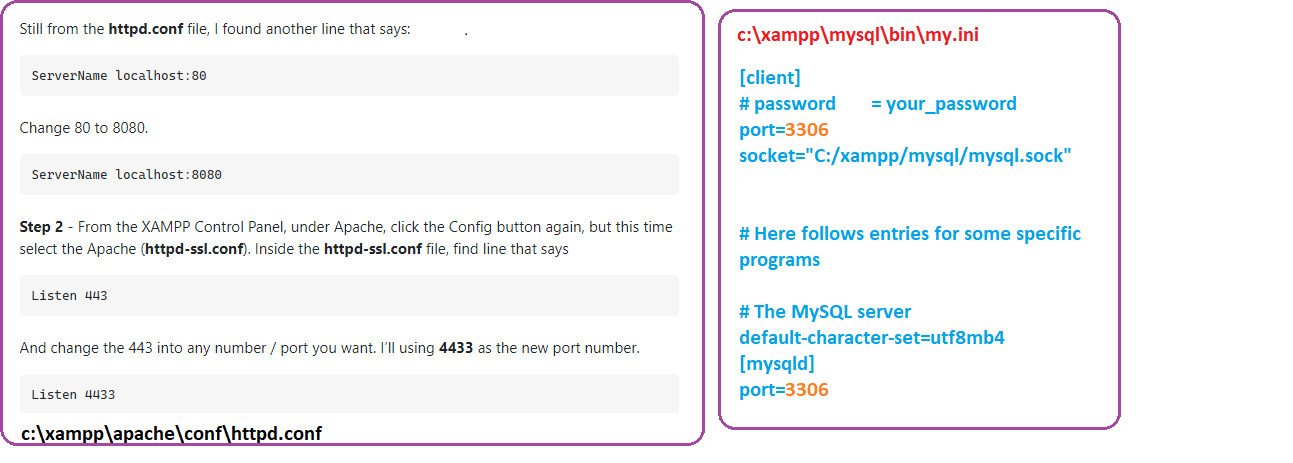 Still from the httpd.conf file, I found another line that says: .
ServerName localhost:80
Change 80 to 8080.
ServerName localhost:8080
Step 2 - From the XAMPP Control Panel, under Apache, click the Config button again, but this time
select the Apache (httpd-ssl.conf). Inside the httpd-ssl.conf file, find line that says
Listen 443
And change the 443 into any number / port you want. I’ll using 4433 as the new port number.
Listen 4433
c:\xampp\apache\conf\httpd.conf
c:\xampp\mysql\bin\my.ini
[client]
# password = your_password
port=3306
socket="C:/xampp/mysql/mysql.sock"
# Here follows entries for some specific
programs
# The MySQL server
default-character-set=utf8mb4
[mysqld]
port=3306